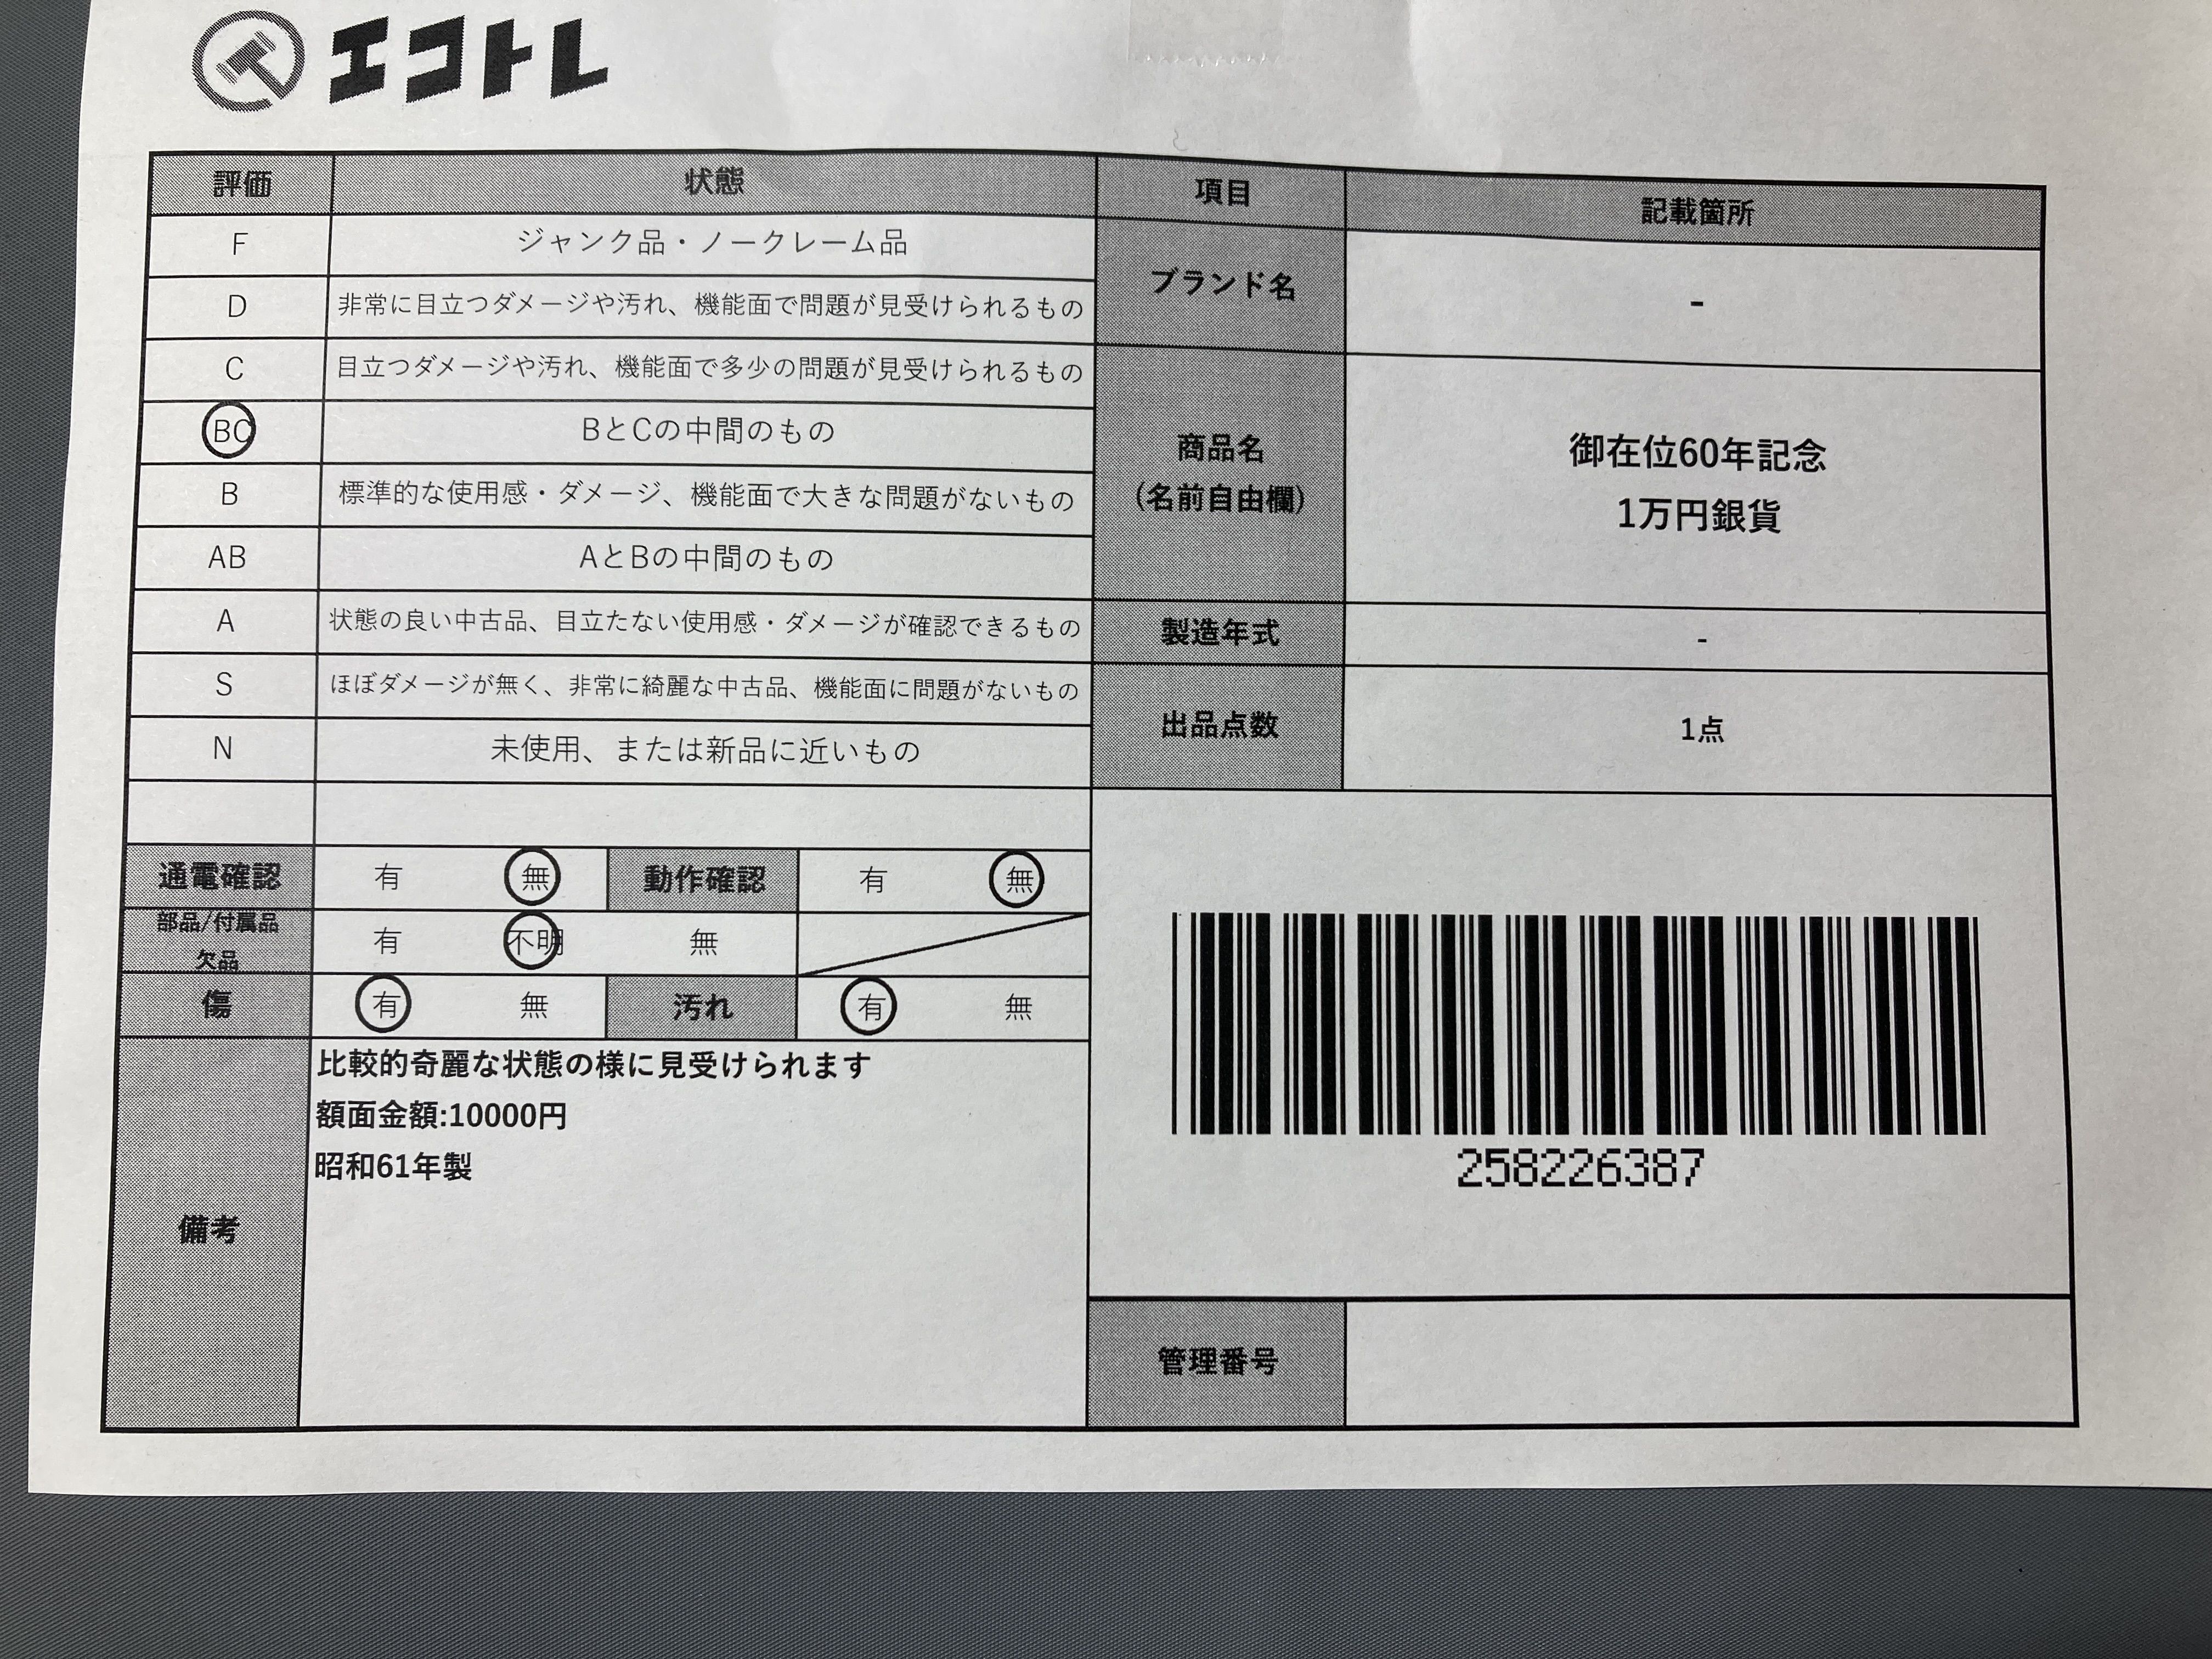 エコトレ
評価 状態
F ジャンク品・ノークレーム品
D 非常に目立つダメージや汚れ、機能面で問題が見受けられるもの
C 目立つダメージや汚れ、機能面で多少の問題が見受けられるもの
BC BとCの中間のもの
B 標準的な使用感・ダメージ、機能面で大きな問題がないもの
AB AとBの中間のもの
A 状態の良い中古品、目立たない使用感・ダメージが確認できるもの
S ほぼダメージが無く、非常に綺麗な中古品、機能面に問題がないもの
N 未使用、または新品に近いもの
通電確認 有 無 動作確認 有 無
部品/付属品
欠品
有 不明 無
傷 有 無 汚れ 有 無
備考
比較的奇麗な状態の様に見受けられます
額面金額:10000円
昭和61年製
項目 記載箇所
ブランド名 -
商品名
(名前自由欄)
御在位60年記念
1万円銀貨
製造年式 -
出品点数 1点
258226387
管理番号